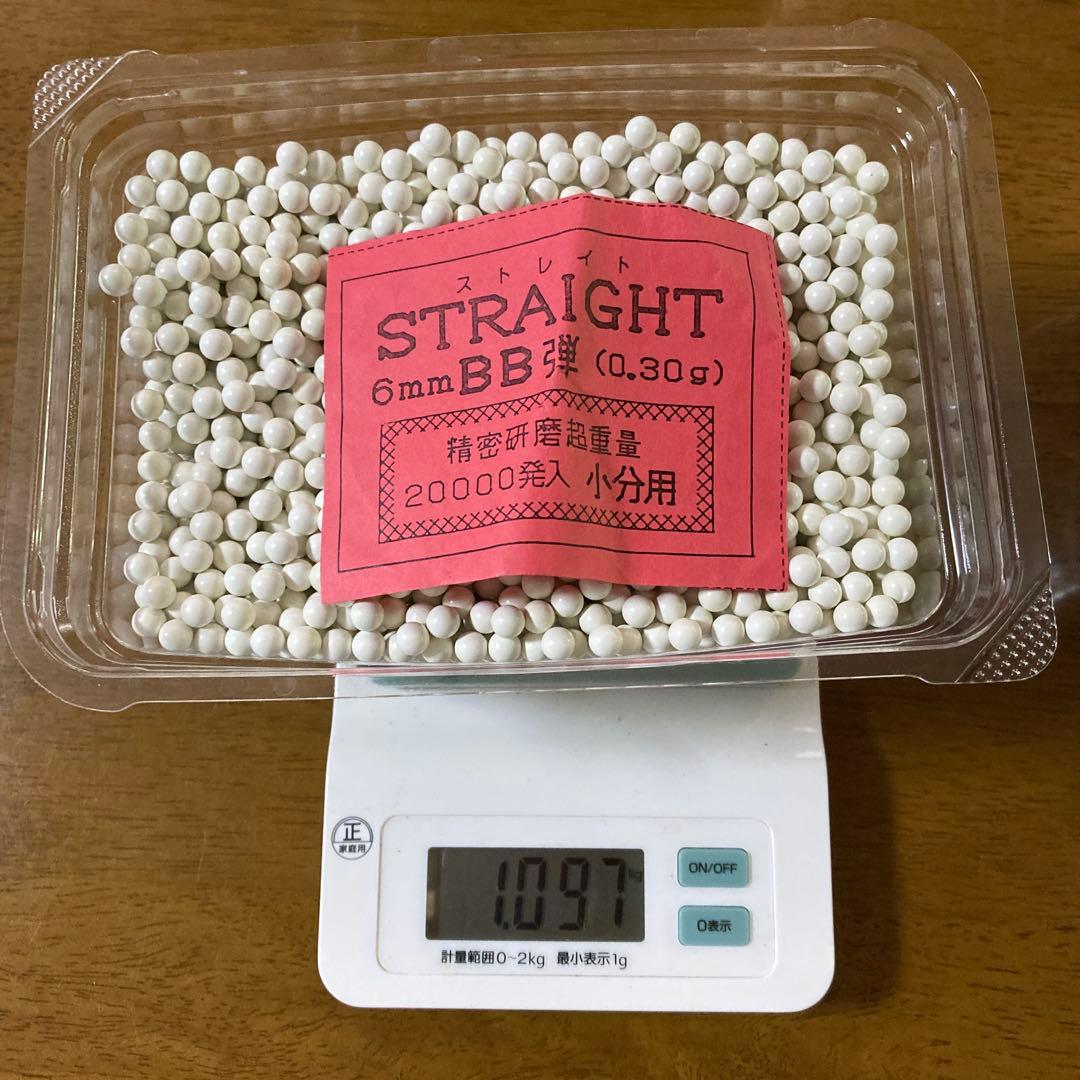 ストレイト
STRAIGHT
6mmBB弾(0.30g)
精密研磨超重量
20000発入 小分用
正
家庭用
1.097kg
ON/OFF
0表示
計量範囲0~2kg 最小表示1g